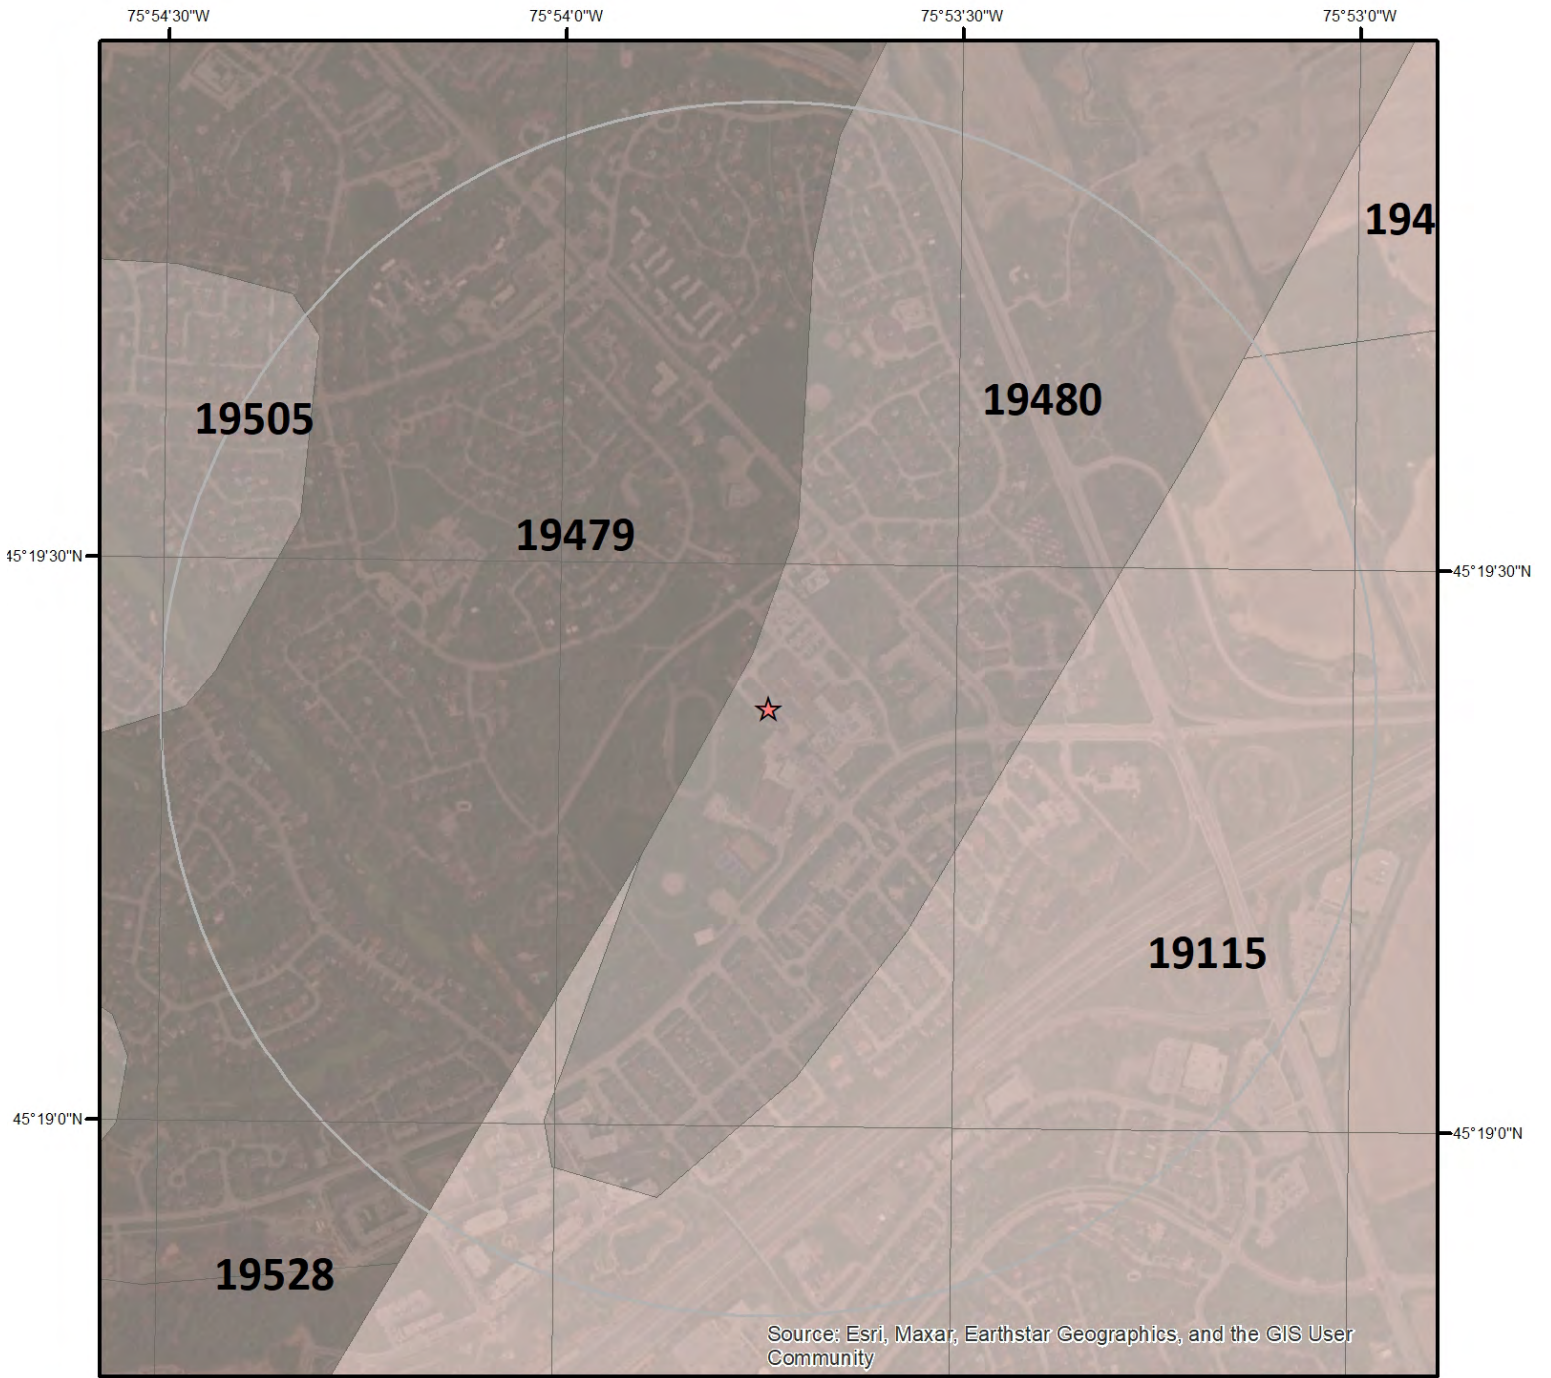 75°54'30"W 75°54'0"W 75°53'30"W 75°53'0"W
194
19480
19505
19479
45°19'30"N 45°19'30"N
19115
45°19'0"N 45°19'0"N
19528
Source: Esri, Maxar, Earthstar Geographics, and the GIS User
Community